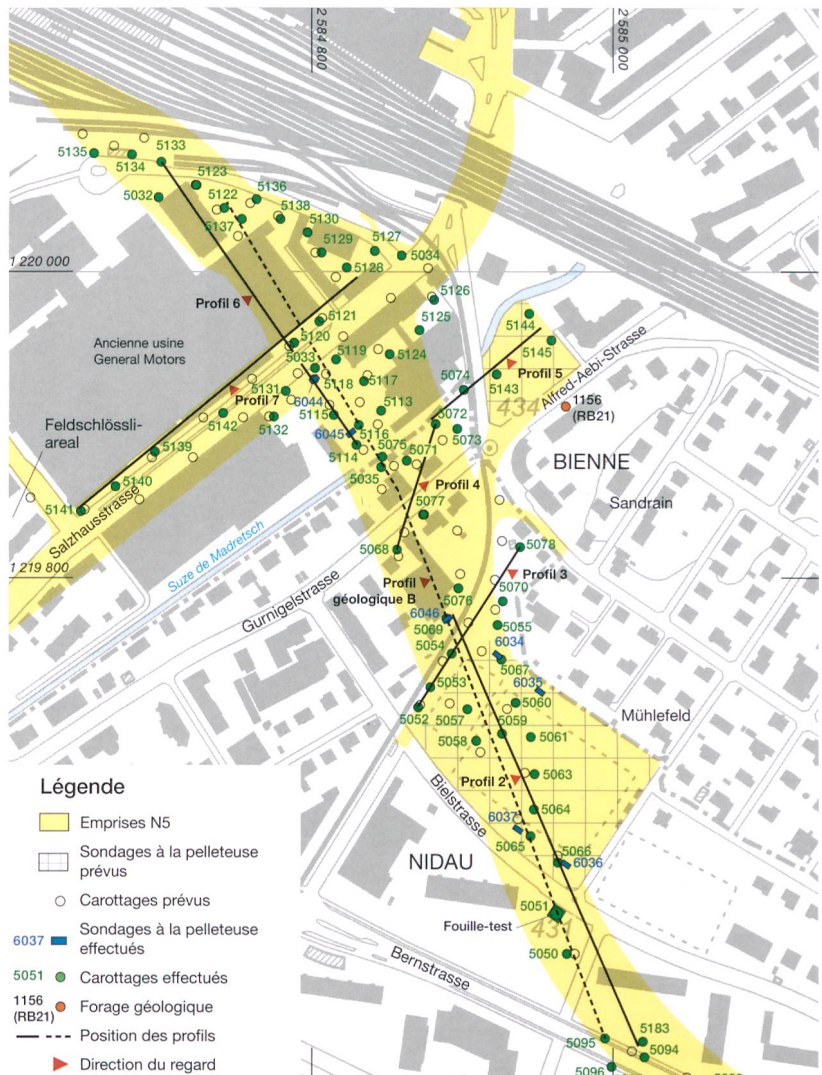 2 584 800
2 585 000
5133
5135
5134
5123
5032
5122
5136
5138
5137
5130
5129
5127
5034
5128
1 220 000
Profil 6
5126
5121
5125
5144
Ancienne usine
General Motors
5120
5145
5033
5119
5124
Profil 5
5143
5074
Alfred-Aebi-Strasse
5131
5118
5117
6044
Profil 7
5113
434
1156
(RB21)
5142
5132
5115
5072
5073
Feldschlössli-
areal
6045
5116
5139
5114
5075
5071
BIENNE
5035
Profil 4
5140
Sandrain
5077
5141
Salzhausstrasse
Suze de Madretsch
5068
5078
1 219 800
Profil
géologique B
Profil 3
5076
5070
Gurnigelstrasse
6046
5069
5055
5054
6034
5067
5053
6035
5052
5057
5060
5059
Mühlefeld
5058
5061
Profil 2
5063
Bielstrasse
5064
6037
5065
5066
6036
NIDAU
5051
Fouille-test
431
5050
Bernstrasse
5095
5183
5094
5096
Légende
Emprises N5
Sondages à la pelleteuse
prévus
Carottages prévus
6037
Sondages à la pelleteuse
effectués
5051
Carottages effectués
1156
(RB21)
Forage géologique
Position des profils
Direction du regard